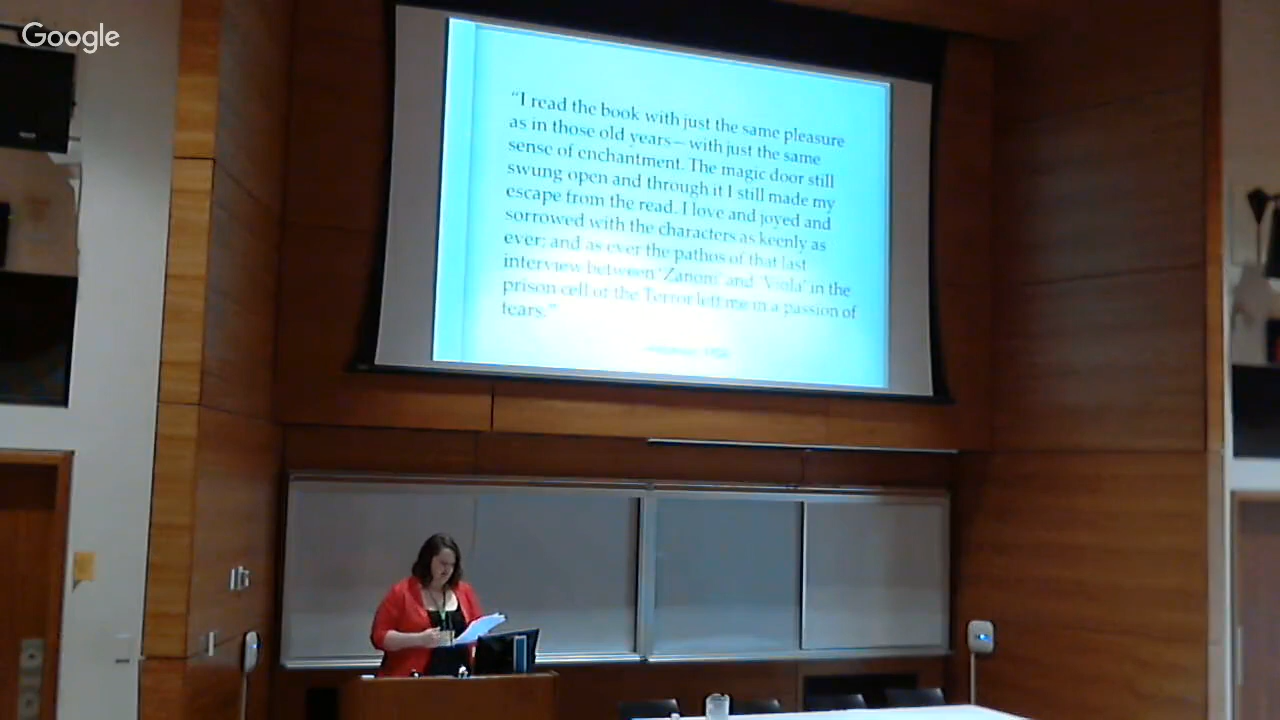 Google
“I read the book with just the same pleasure
as in those old years—with just the same
sense of enchantment. The magic door still
swung open and through it I still made my
escape from the read. I love and joyed and
sorrowed with the characters as keenly as
ever; and as ever the pathos of that last
interview between ‘Zanoni’ and ‘Viola’ in the
prison cell of the Terror left me in a passion of
tears.”